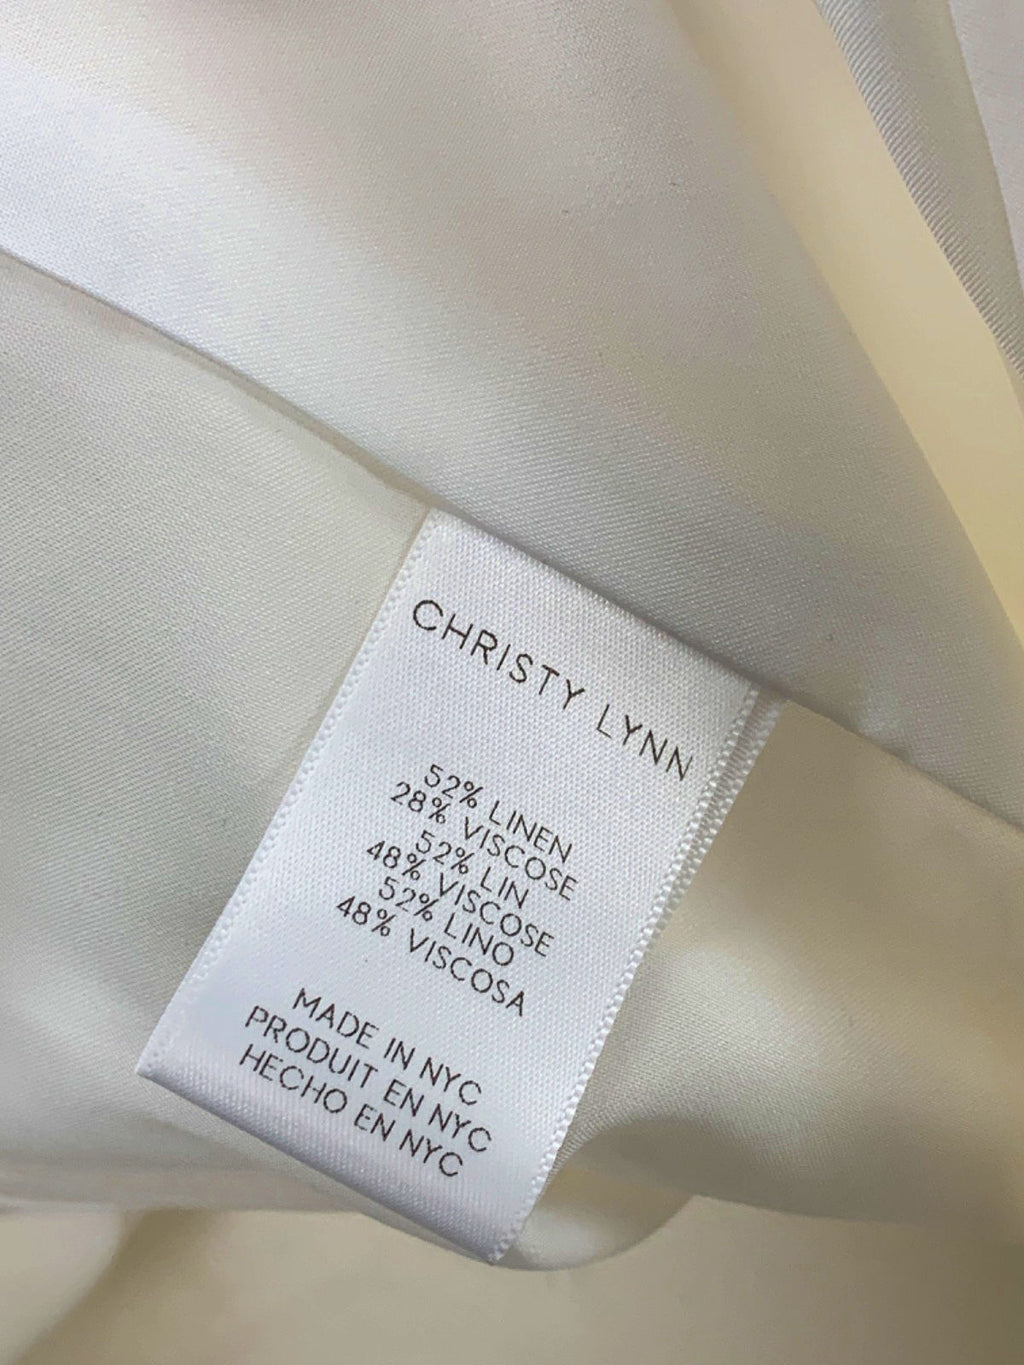 CHRISTY LYNN
52% LINEN
28% VISCOSE
52% LIN
48% VISCOSE
52% LINO
48% VISCOSA
MADE IN NYC
PRODUIT EN NYC
HECHO EN NYC